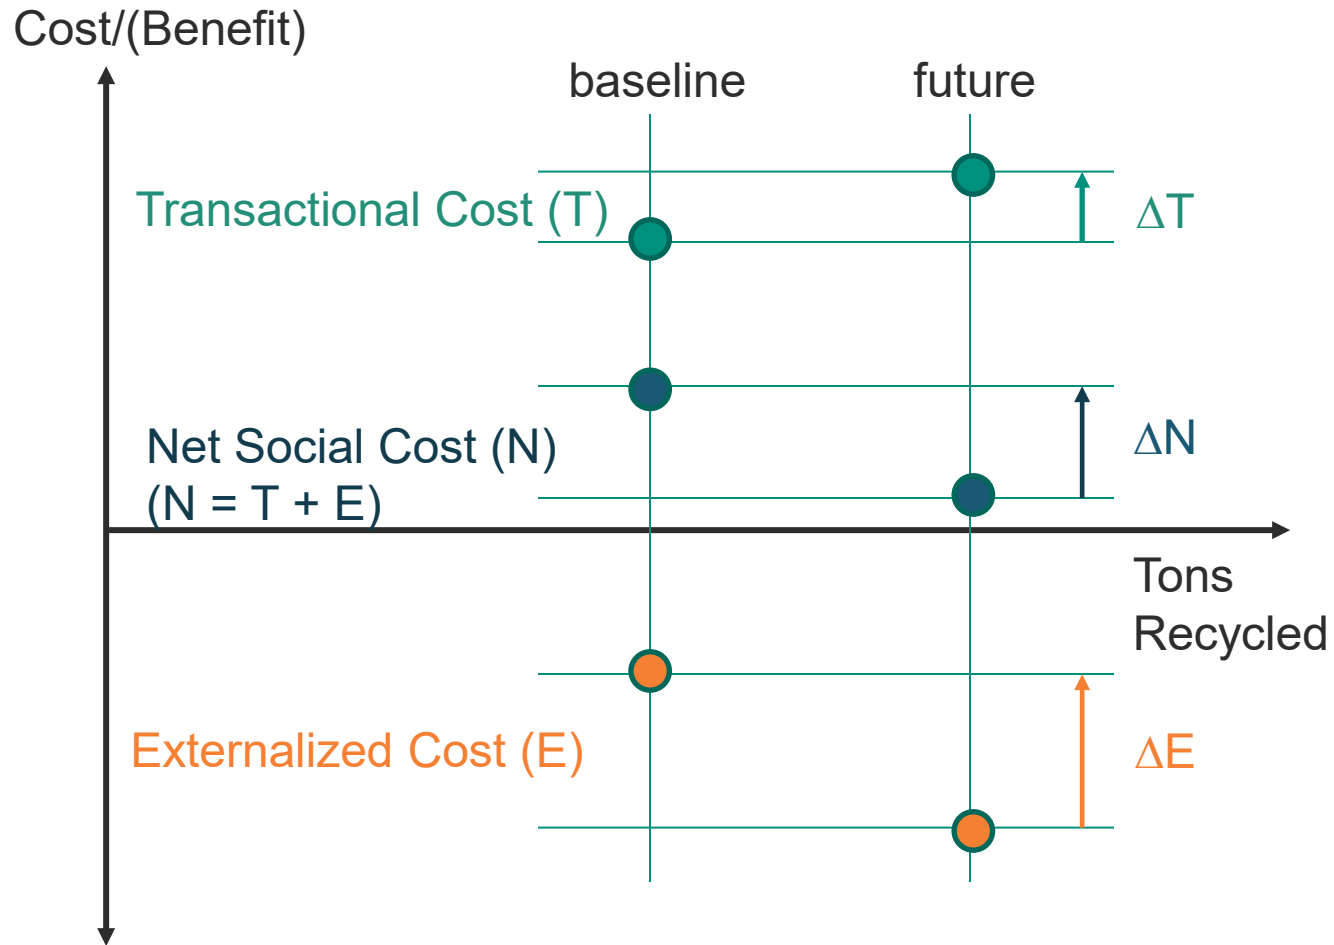 Cost/(Benefit)
baseline
future
Transactional Cost (T)
ΔT
Net Social Cost (N)
(N = T + E)
ΔN
Tons
Recycled
Externalized Cost (E)
ΔE